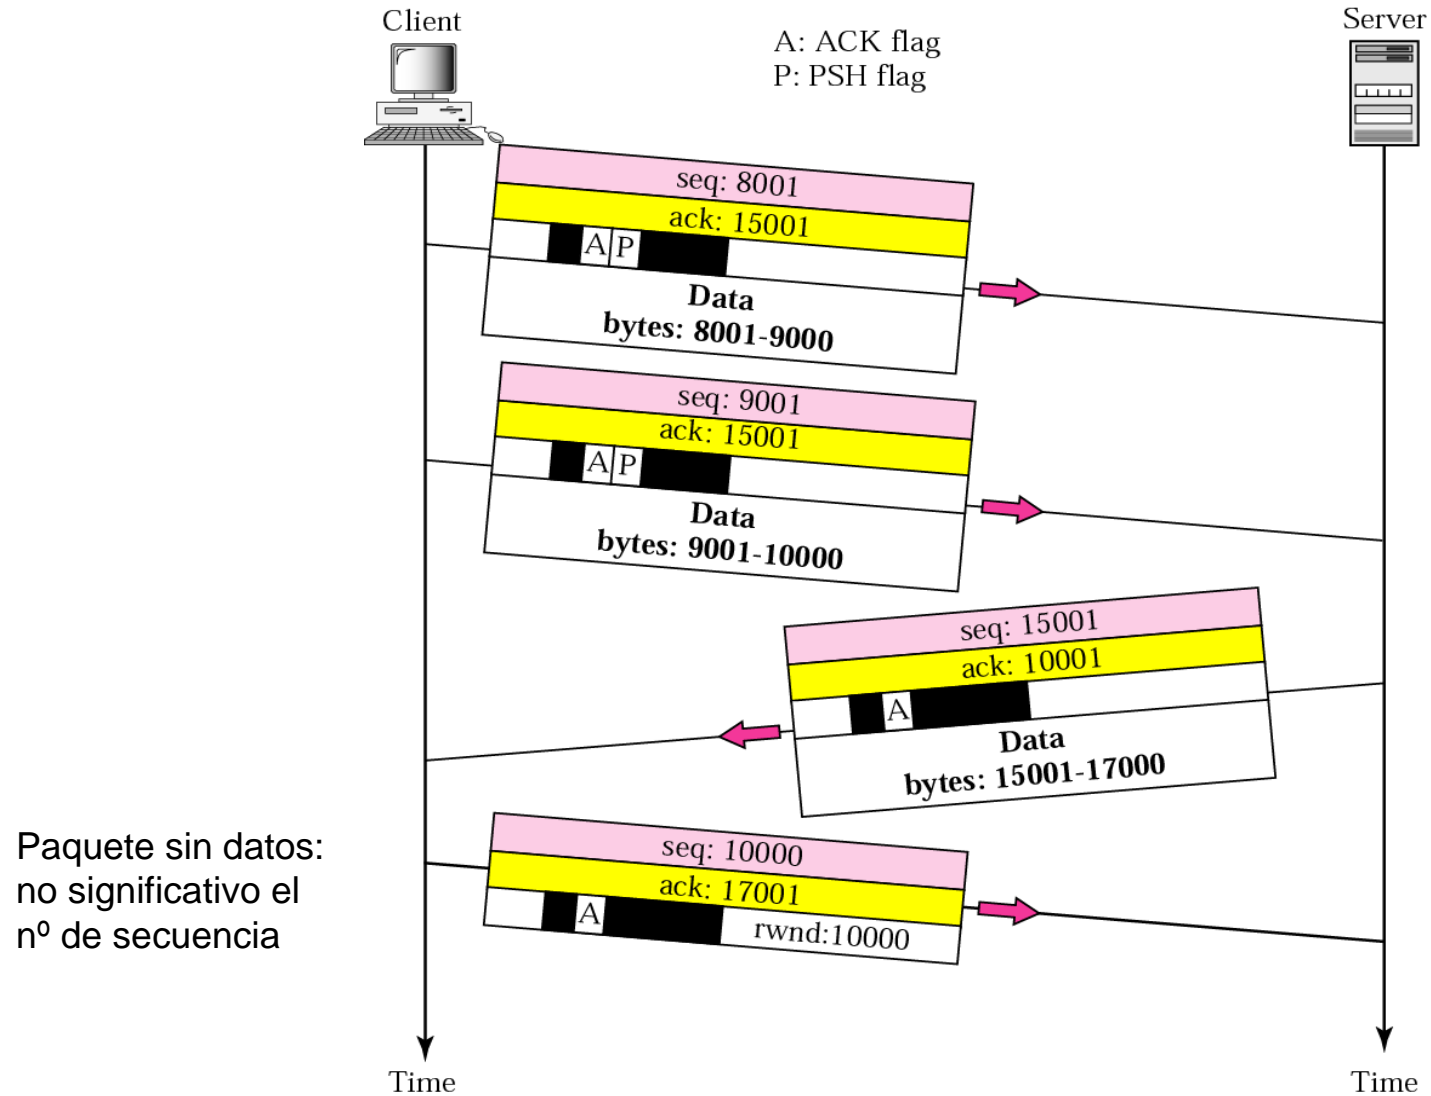 Client
Server
A: ACK flag
P: PSH flag
seq: 8001
ack: 15001
A P
Data
bytes: 8001-9000
seq: 9001
ack: 15001
A P
Data
bytes: 9001-10000
seq: 15001
ack: 10001
A
Data
bytes: 15001-17000
Paquete sin datos:
no significativo el
nº de secuencia
seq: 10000
ack: 17001
A rwnd:10000
Time
Time